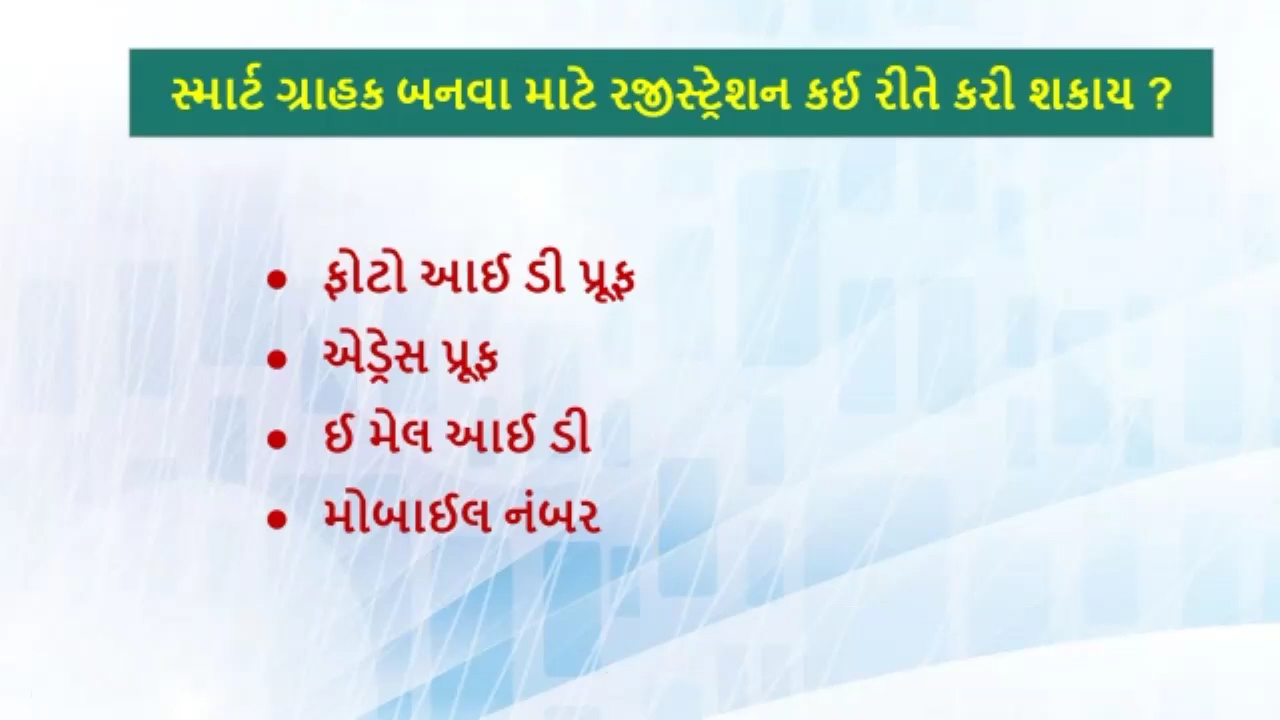 સ્માર્ટ ગ્રાહક બનવા માટે રજીસ્ટ્રેશન કઈ રીતે કરી શકાય ?
• ફોટો આઈ ડી પ્રૂફ
• એડ્રેસ પ્રૂફ
• ઈ મેલ આઈ ડી
• મોબાઈલ નંબર